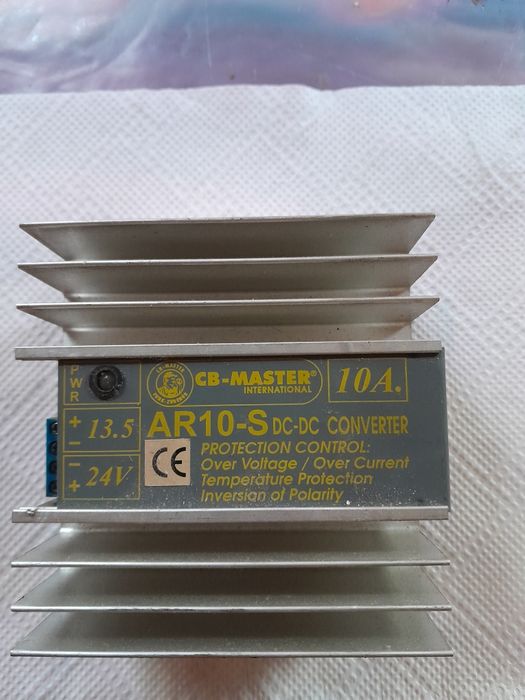 PWR
CB-MASTER®
INTERNATIONAL
10A.
+ 13.5
−
AR10-S DC-DC CONVERTER
− 24V
+
CE
PROTECTION CONTROL:
Over Voltage / Over Current
Temperature Protection
Inversion of Polarity